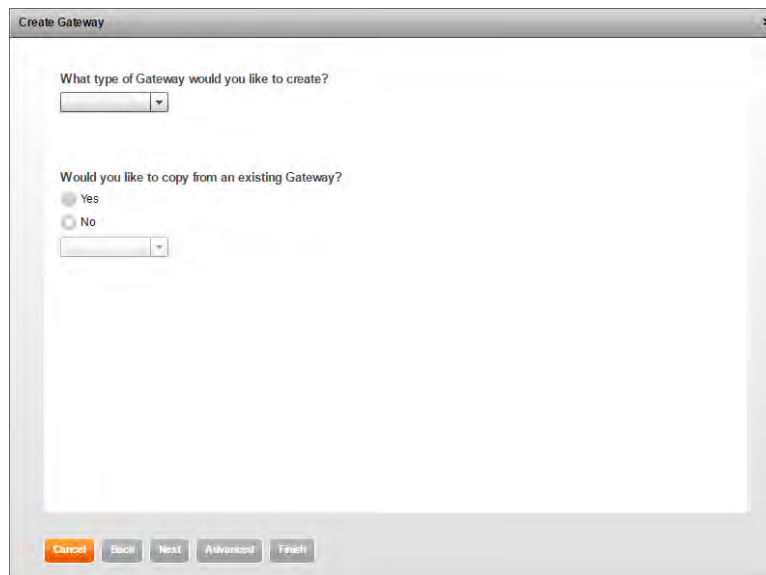 Create Gateway
What type of Gateway would you like to create?
Would you like to copy from an existing Gateway?
Yes
No
Cancel Back Next Advanced Finish